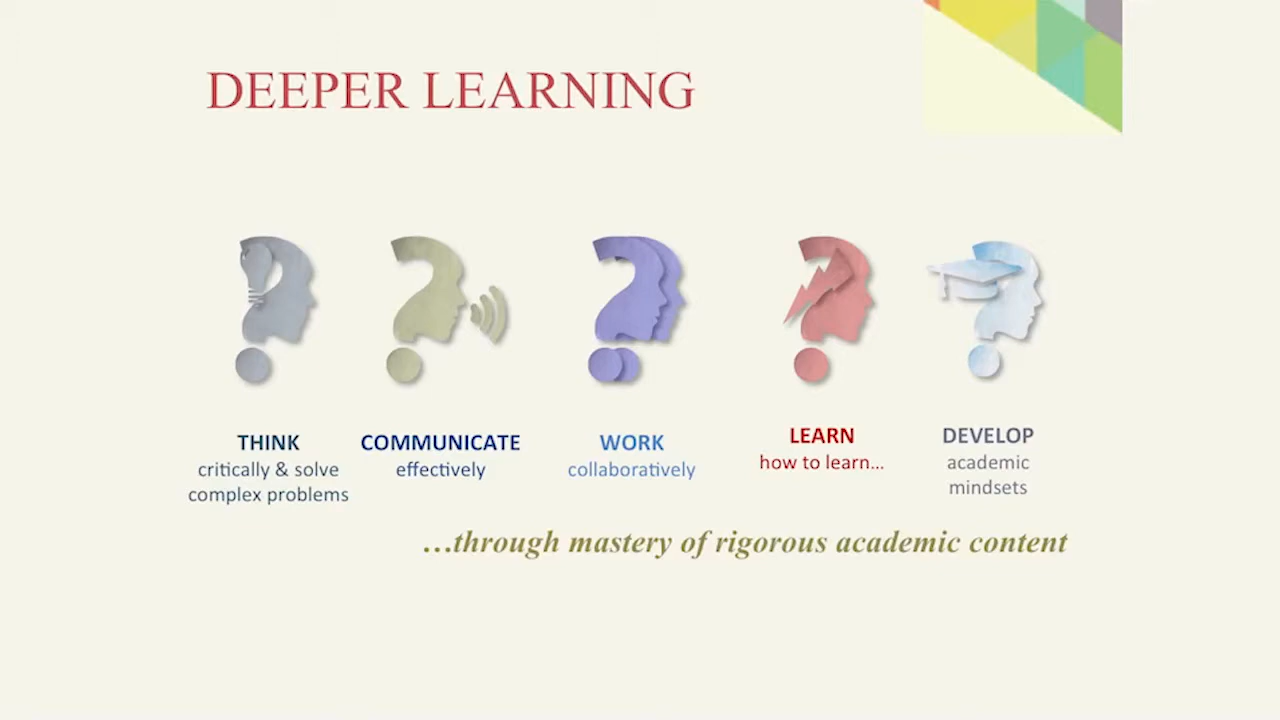 DEEPER LEARNING
THINK
critically & solve
complex problems
COMMUNICATE
effectively
WORK
collaboratively
LEARN
how to learn...
DEVELOP
academic
mindsets
...through mastery of rigorous academic content